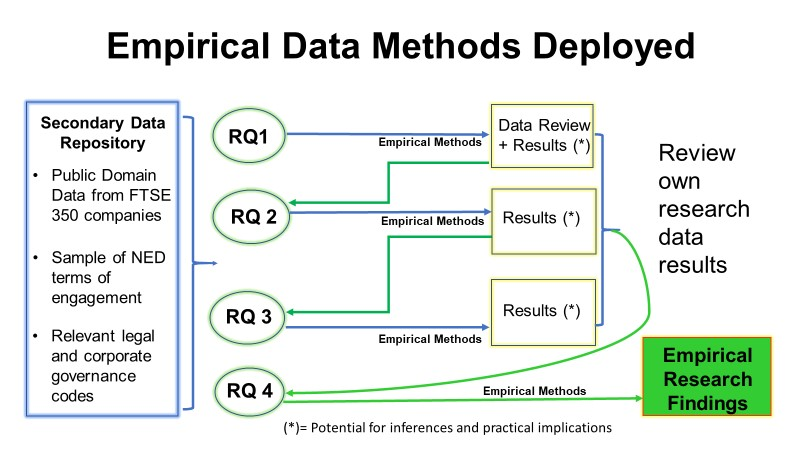 Empirical Data Methods Deployed
Secondary Data
Repository
• Public Domain
Data from FTSE
350 companies
• Sample of NED
terms of
engagement
• Relevant legal
and corporate
governance
codes
RQ1
Empirical Methods
Data Review
+ Results (*)
RQ 2
Empirical Methods
Results (*)
RQ 3
Empirical Methods
Results (*)
RQ 4
Empirical Methods
Review
own
research
data
results
Empirical
Research
Findings
(*)= Potential for inferences and practical implications